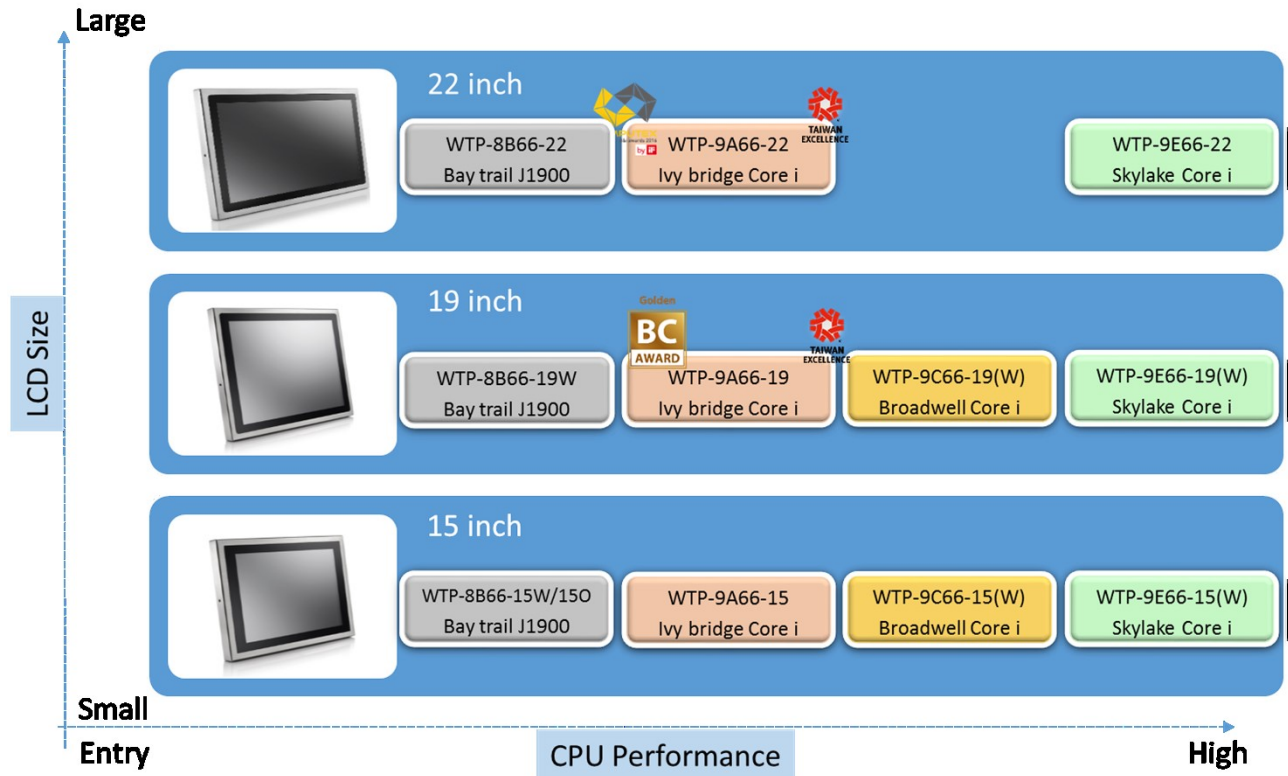 Large
22 inch
WTP-8B66-22
Bay trail J1900
by iF
WTP-9A66-22
Ivy bridge Core i
TAIWAN
EXCELLENCE
WTP-9E66-22
Skylake Core i
LCD Size
19 inch
WTP-8B66-19W
Bay trail J1900
Golden
BC
AWARD
WTP-9A66-19
Ivy bridge Core i
TAIWAN
EXCELLENCE
WTP-9C66-19(W)
Broadwell Core i
WTP-9E66-19(W)
Skylake Core i
15 inch
WTP-8B66-15W/15O
Bay trail J1900
WTP-9A66-15
Ivy bridge Core i
WTP-9C66-15(W)
Broadwell Core i
WTP-9E66-15(W)
Skylake Core i
Small
Entry
CPU Performance
High